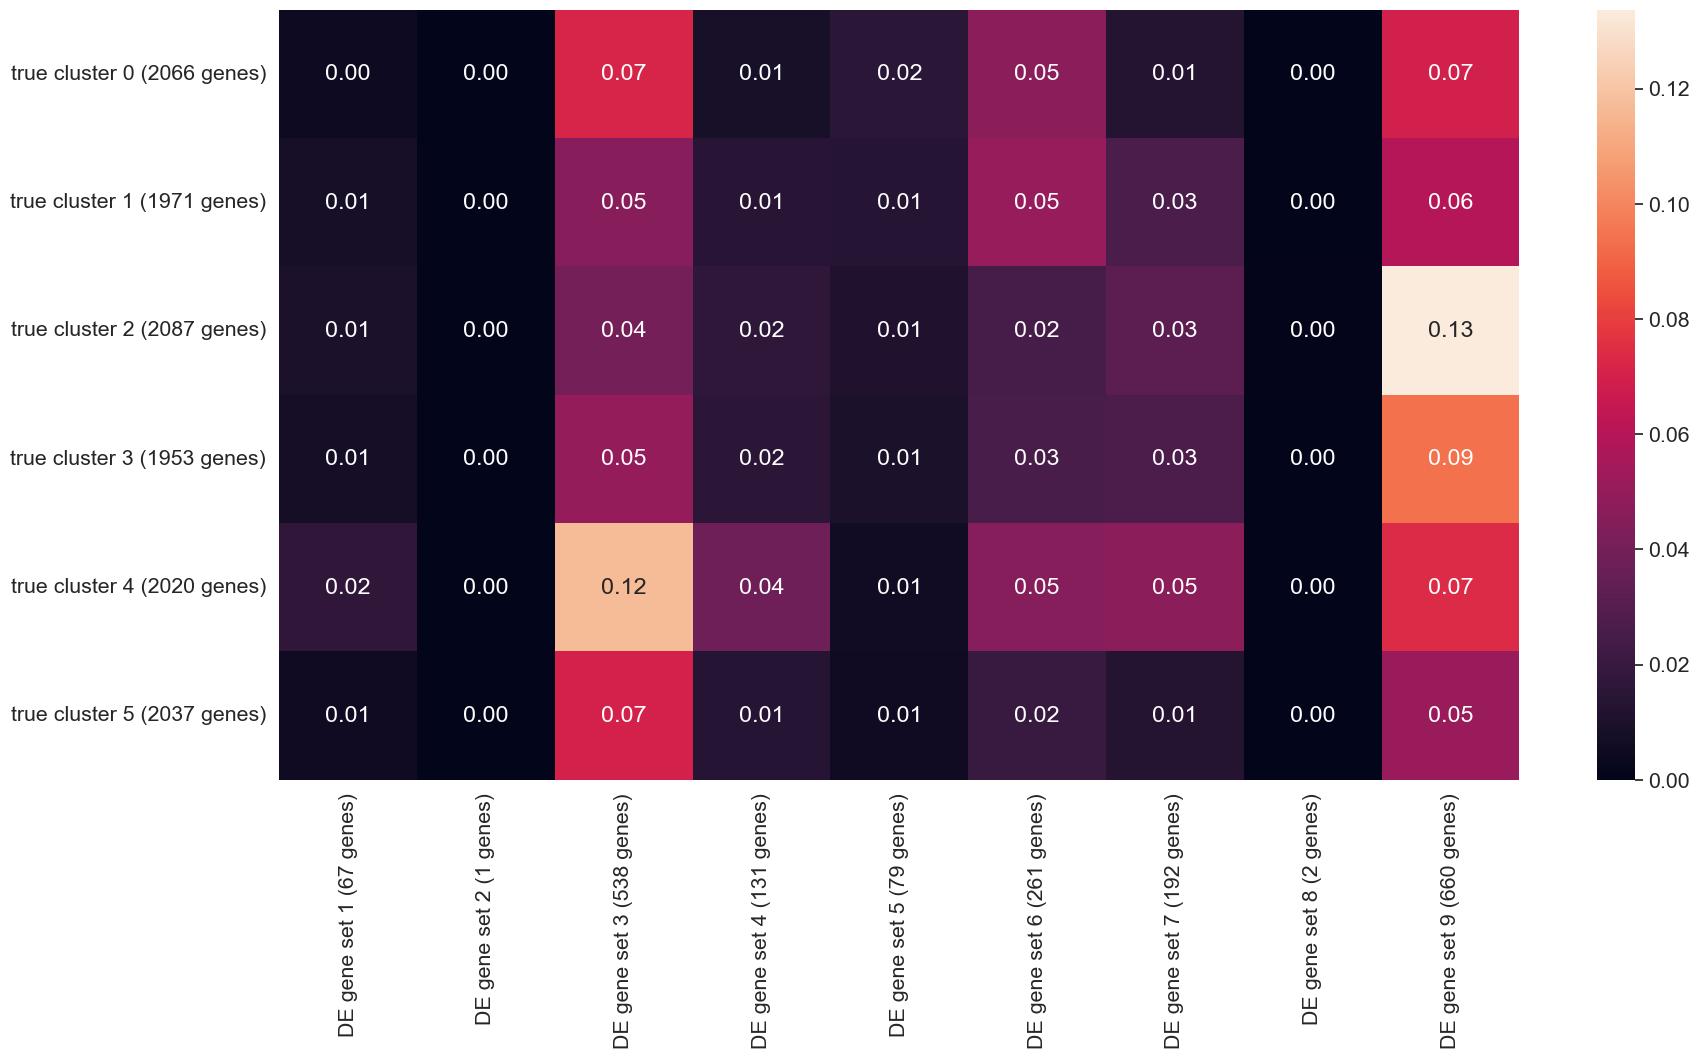 true cluster 0 (2066 genes) 0.00 0.00 0.07 0.01 0.02 0.05 0.01 0.00 0.07
true cluster 1 (1971 genes) 0.01 0.00 0.05 0.01 0.01 0.05 0.03 0.00 0.06
true cluster 2 (2087 genes) 0.01 0.00 0.04 0.02 0.01 0.02 0.03 0.00 0.13
true cluster 3 (1953 genes) 0.01 0.00 0.05 0.02 0.01 0.03 0.03 0.00 0.09
true cluster 4 (2020 genes) 0.02 0.00 0.12 0.04 0.01 0.05 0.05 0.00 0.07
true cluster 5 (2037 genes) 0.01 0.00 0.07 0.01 0.01 0.02 0.01 0.00 0.05
DE gene set 1 (67 genes)
DE gene set 2 (1 genes)
DE gene set 3 (538 genes)
DE gene set 4 (131 genes)
DE gene set 5 (79 genes)
DE gene set 6 (261 genes)
DE gene set 7 (192 genes)
DE gene set 8 (2 genes)
DE gene set 9 (660 genes)
0.12
0.10
0.08
0.06
0.04
0.02
0.00